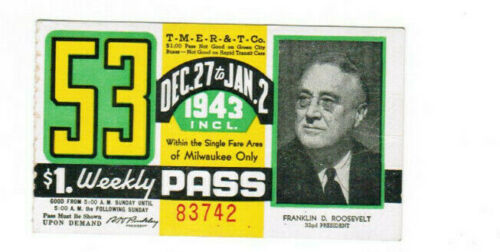 53
T-M-E-R-&-T-Co.
$1.00 Pass Not Good on Green City
Buses — Not Good on Rapid Transit Cars
DEC. 27 to JAN. 2
1943
INCL.
Within the Single Fare Area
of Milwaukee Only
$1. Weekly PASS
GOOD FROM 5:00 A.M. SUNDAY UNTIL
5:00 A.M. the FOLLOWING SUNDAY
Pass Must Be Shown
UPON DEMAND
PRESIDENT
83742
FRANKLIN D. ROOSEVELT
32nd PRESIDENT